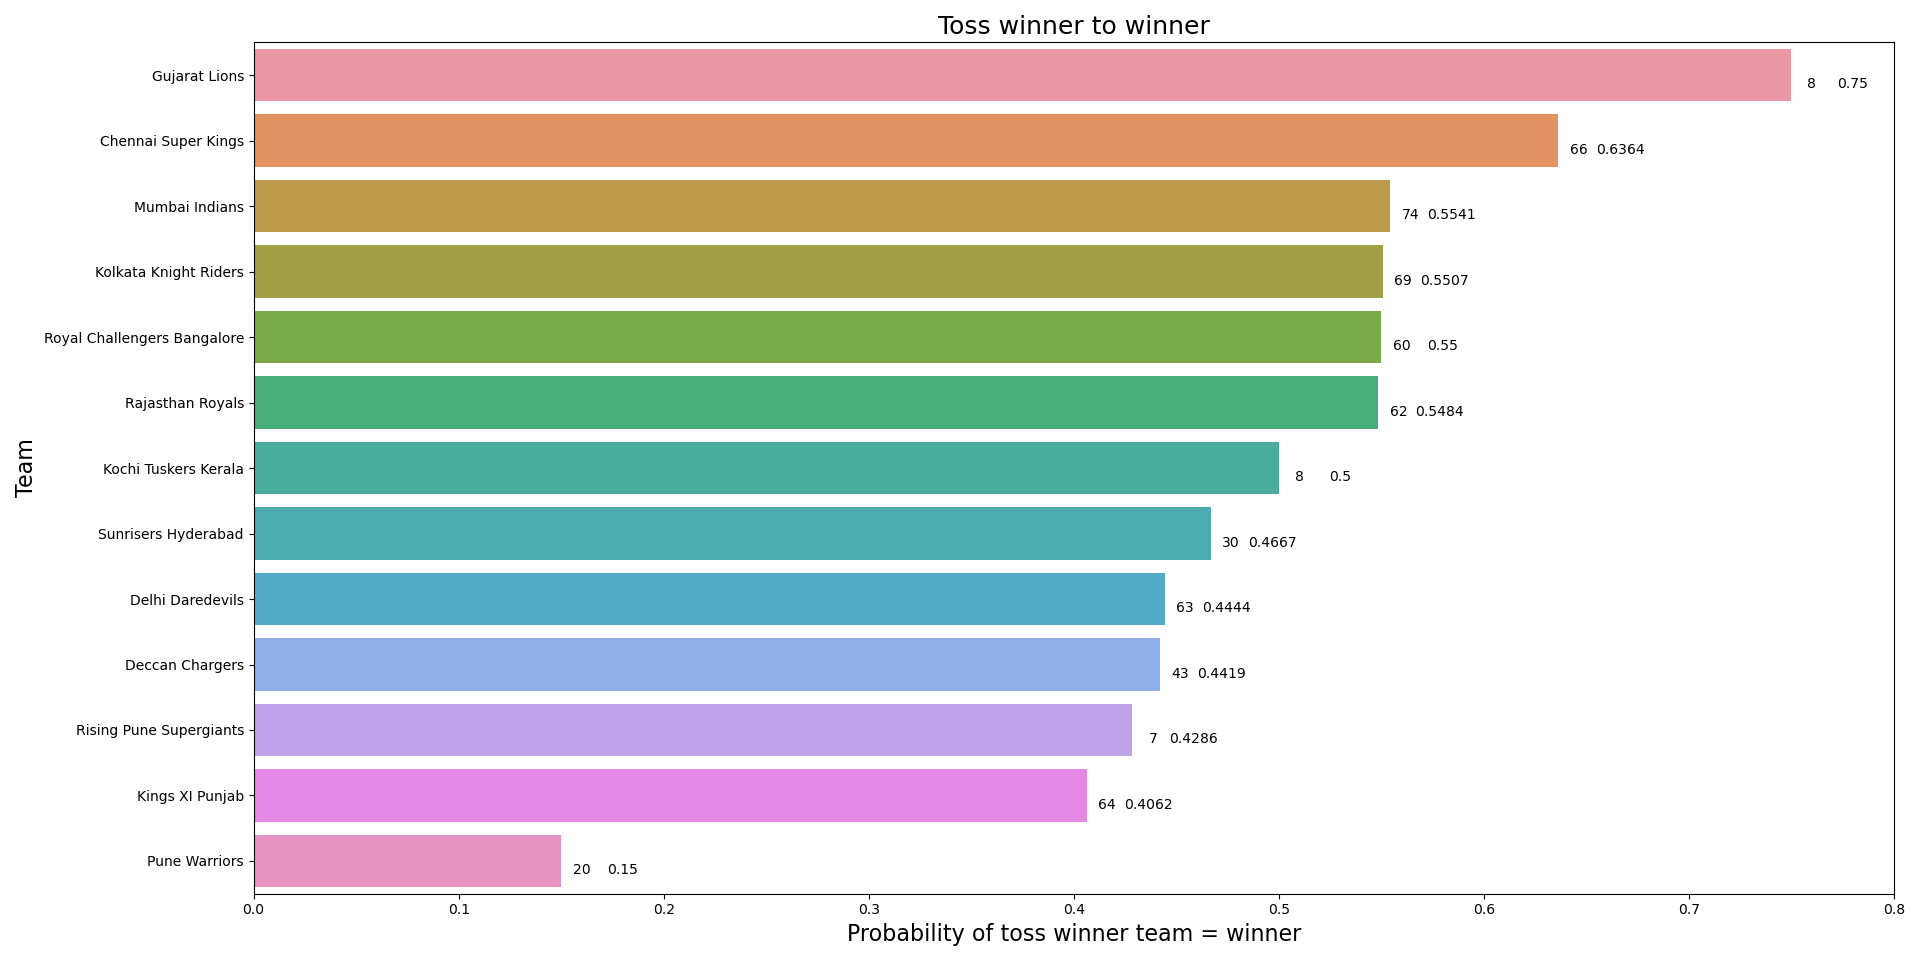 Toss winner to winner
Gujarat Lions 8 0.75
Chennai Super Kings 66 0.6364
Mumbai Indians 74 0.5541
Kolkata Knight Riders 69 0.5507
Royal Challengers Bangalore 60 0.55
Rajasthan Royals 62 0.5484
Kochi Tuskers Kerala 8 0.5
Sunrisers Hyderabad 30 0.4667
Delhi Daredevils 63 0.4444
Deccan Chargers 43 0.4419
Rising Pune Supergiants 7 0.4286
Kings XI Punjab 64 0.4062
Pune Warriors 20 0.15
Team
0.0 0.1 0.2 0.3 0.4 0.5 0.6 0.7 0.8
Probability of toss winner team = winner